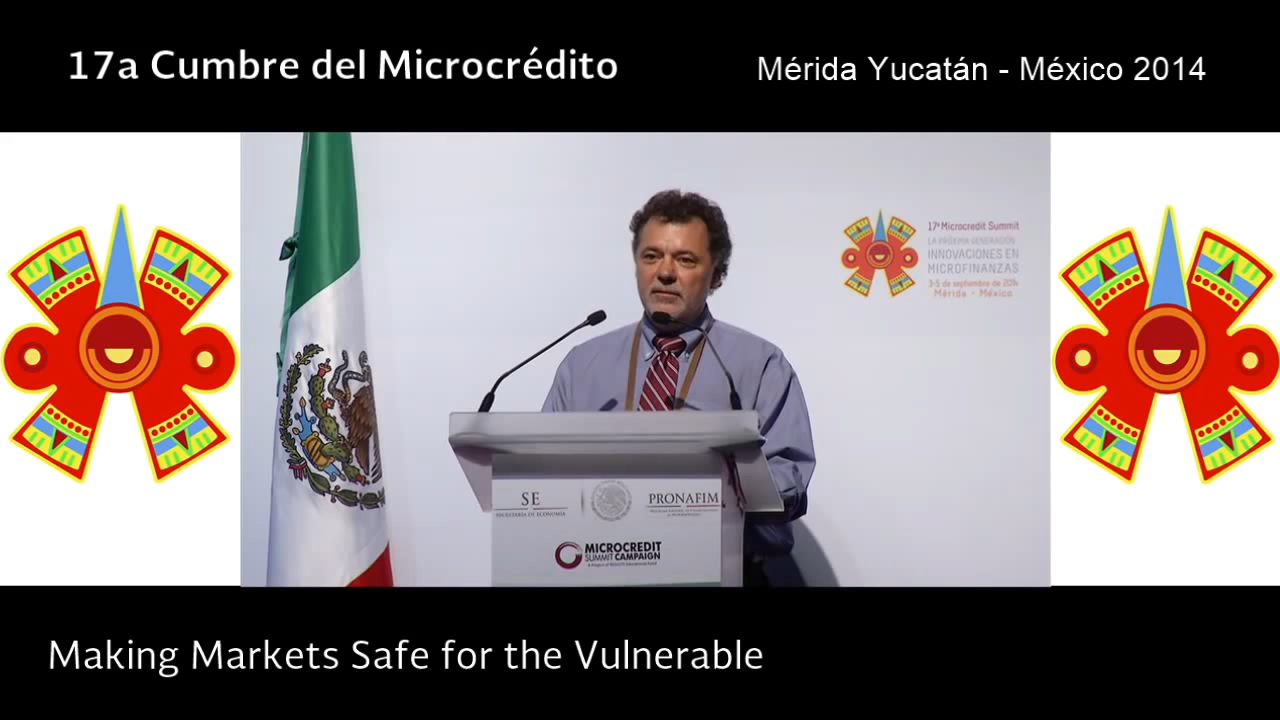 17a Cumbre del Microcrédito
Mérida Yucatán - México 2014
17ª Microcredit Summit
LA PRÓXIMA GENERACIÓN:
INNOVACIONES EN
MICROFINANZAS
3-5 de septiembre de 2014
Mérida - México
SE
SECRETARÍA DE ECONOMÍA
PRONAFIM
MICROCREDIT
SUMMIT CAMPAIGN
Making Markets Safe for the Vulnerable